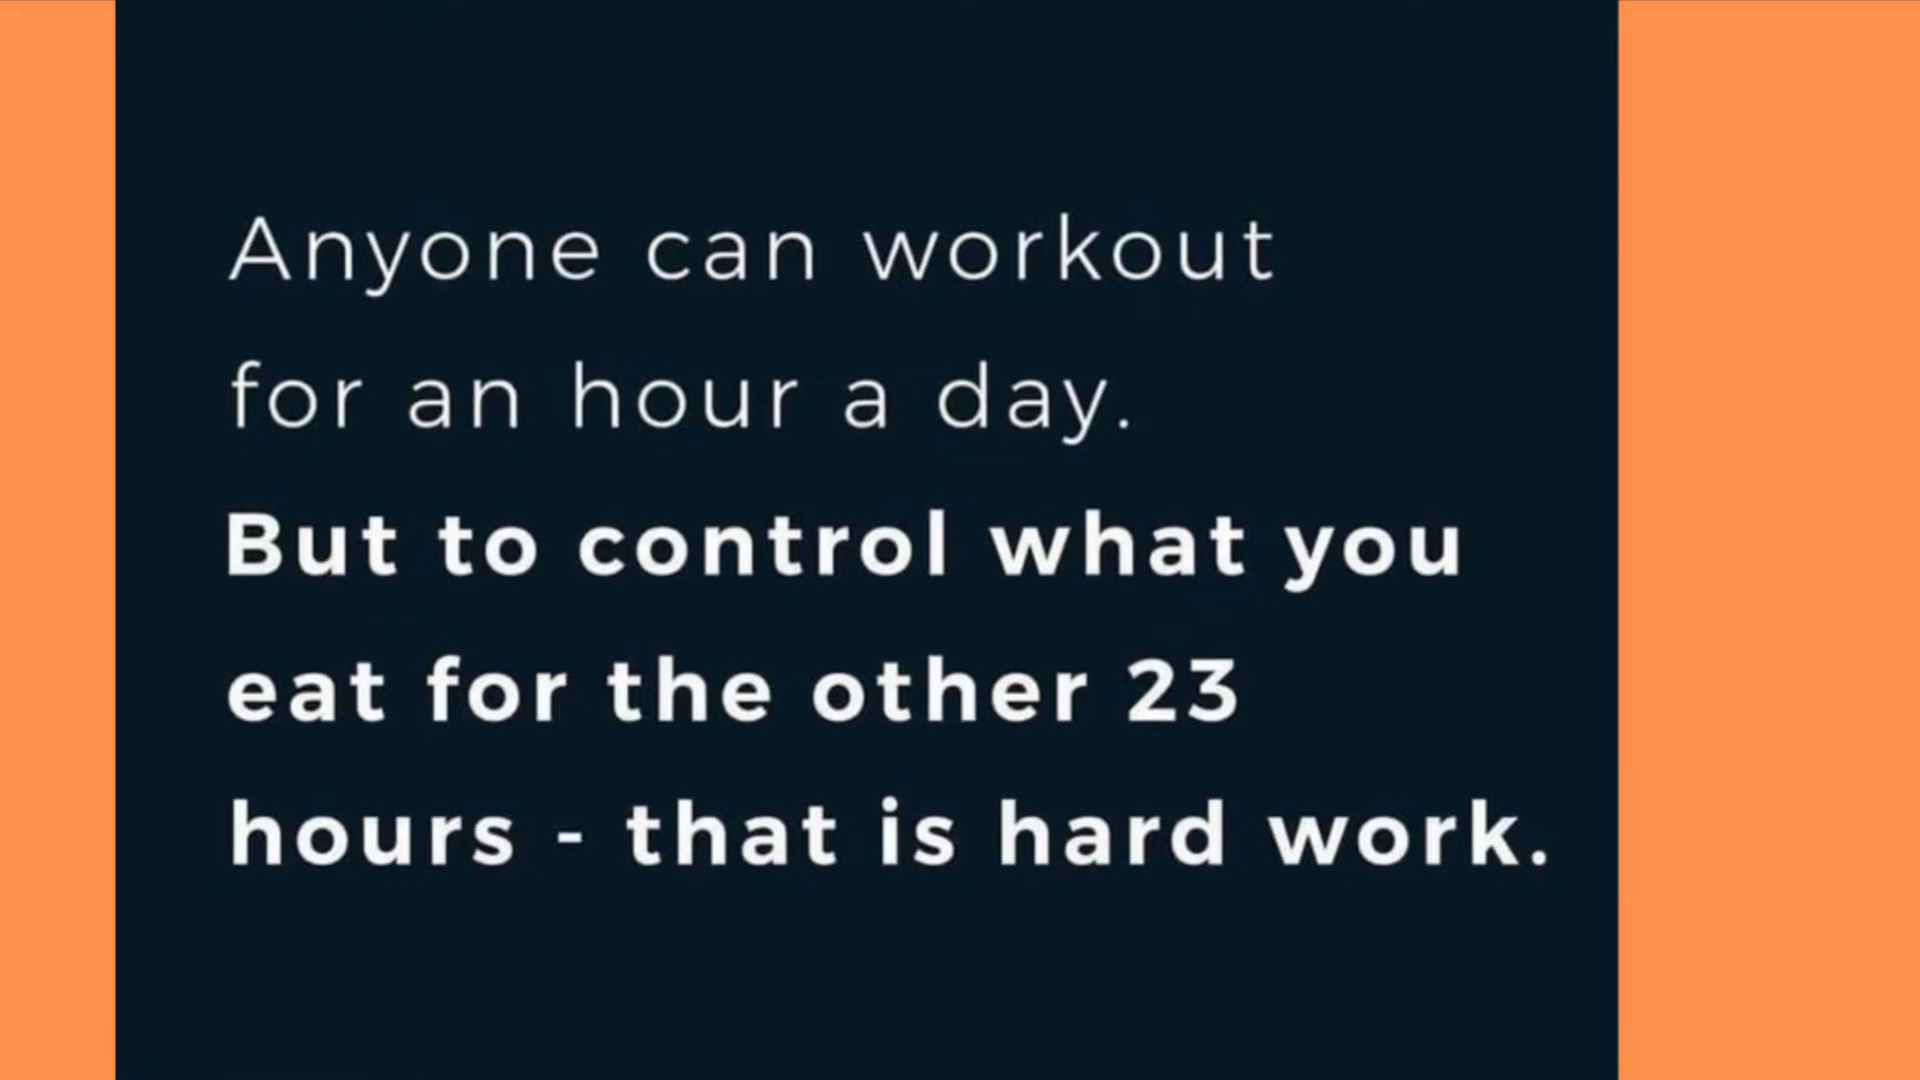 Anyone can workout
for an hour a day.
But to control what you
eat for the other 23
hours - that is hard work.